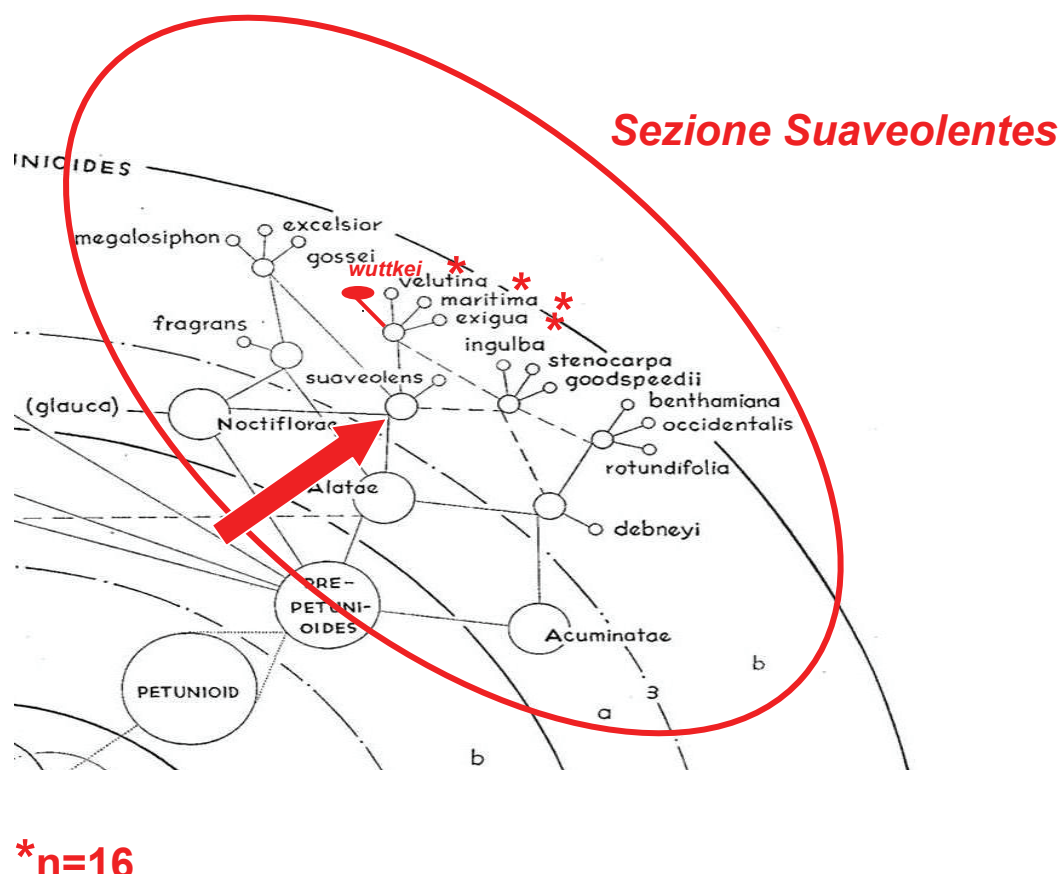 Sezione Suaveolentes
UNIOIDES
excelsior
megalosiphon
gossei
wuttkei
velutina *
maritima *
exigua *
*
ingulba
fragrans
stenocarpa
suaveolens
goodspeedii
benthamiana
(glauca)
occidentalis
Noctiflorae
rotundifolia
Alatae
debneyi
PRE-
PETUNI-
OIDES
Acuminatae
b
PETUNIOID
3
a
b
*n=16